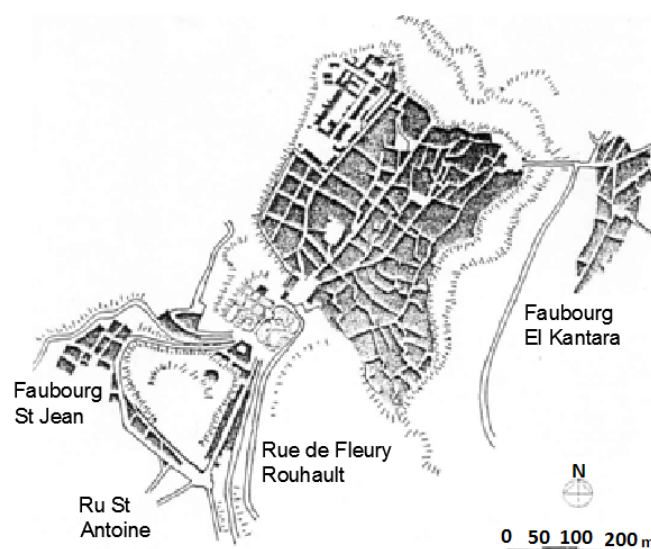 Faubourg
El Kantara
Faubourg
St Jean
Rue de Fleury
Rouhault
Ru St
Antoine
N
0 50 100 200 m